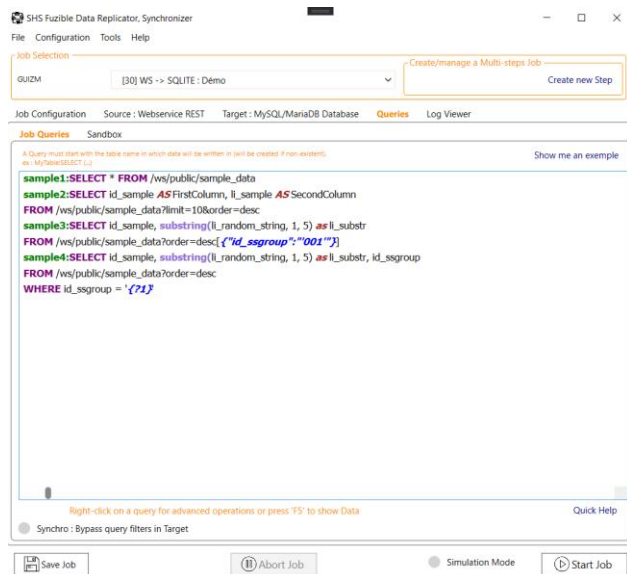 SHS Fuzible Data Replicator, Synchronizer
File Configuration Tools Help
Job Selection
Create/manage a Multi-steps Job
GUIZM
[30] WS -> SQLITE : Démo
Create new Step
Job Configuration Source : Webservice REST Target : MySQL/MariaDB Database Queries Log Viewer
Job Queries Sandbox
A Query must start with the table name in which data will be written in (will be created if non-existent).
es : MyTable:SELECT (...)
Show me an exemple
sample1:SELECT * FROM /ws/public/sample_data
sample2:SELECT id_sample AS FirstColumn, li_sample AS SecondColumn
FROM /ws/public/sample_data?limit=10&order=desc
sample3:SELECT id_sample, substring(li_random_string, 1, 5) as li_substr
FROM /ws/public/sample_data?order=desc[{"id_ssgroup":"'001'"}]
sample4:SELECT id_sample, substring(li_random_string, 1, 5) as li_substr, id_ssgroup
FROM /ws/public/sample_data?order=desc
WHERE id_ssgroup = '{?1}'
Right-click on a query for advanced operations or press 'F5' to show Data
Quick Help
Synchro : Bypass query filters in Target
Save Job
Abort Job
Simulation Mode
Start Job